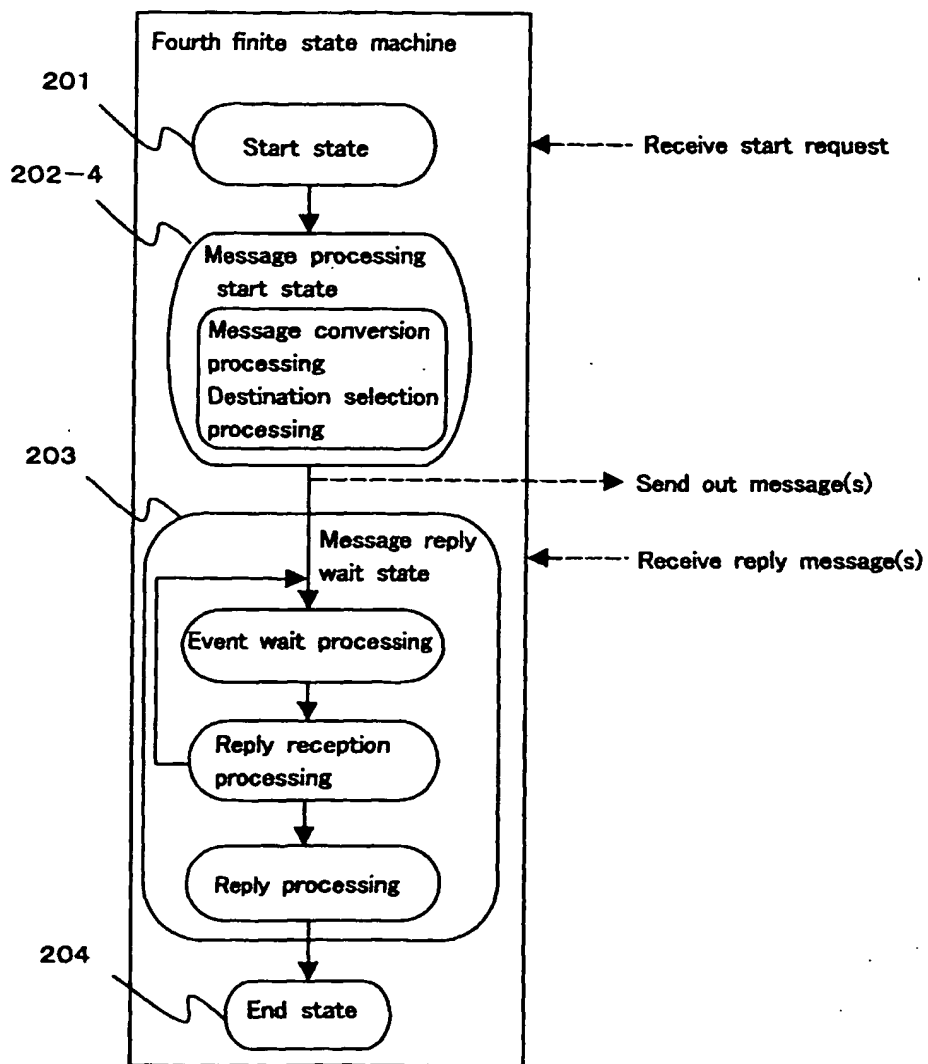 Fourth finite state machine
201
Start state
Receive start request
202-4
Message processing
start state
Message conversion
processing
Destination selection
processing
203
Send out message(s)
Message reply
wait state
Receive reply message(s)
Event wait processing
Reply reception
processing
Reply processing
204
End state